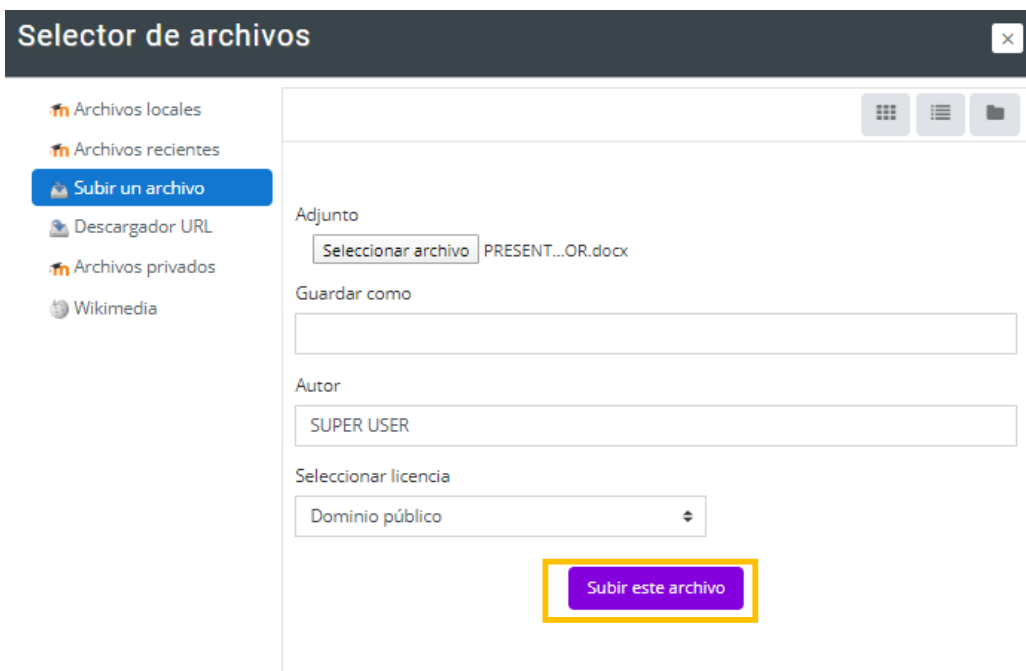 Selector de archivos
Archivos locales
Archivos recientes
Subir un archivo
Descargador URL
Archivos privados
Wikimedia
Adjunto
Seleccionar archivo PRESENT...OR.docx
Guardar como
Autor
SUPER USER
Seleccionar licencia
Dominio público
Subir este archivo